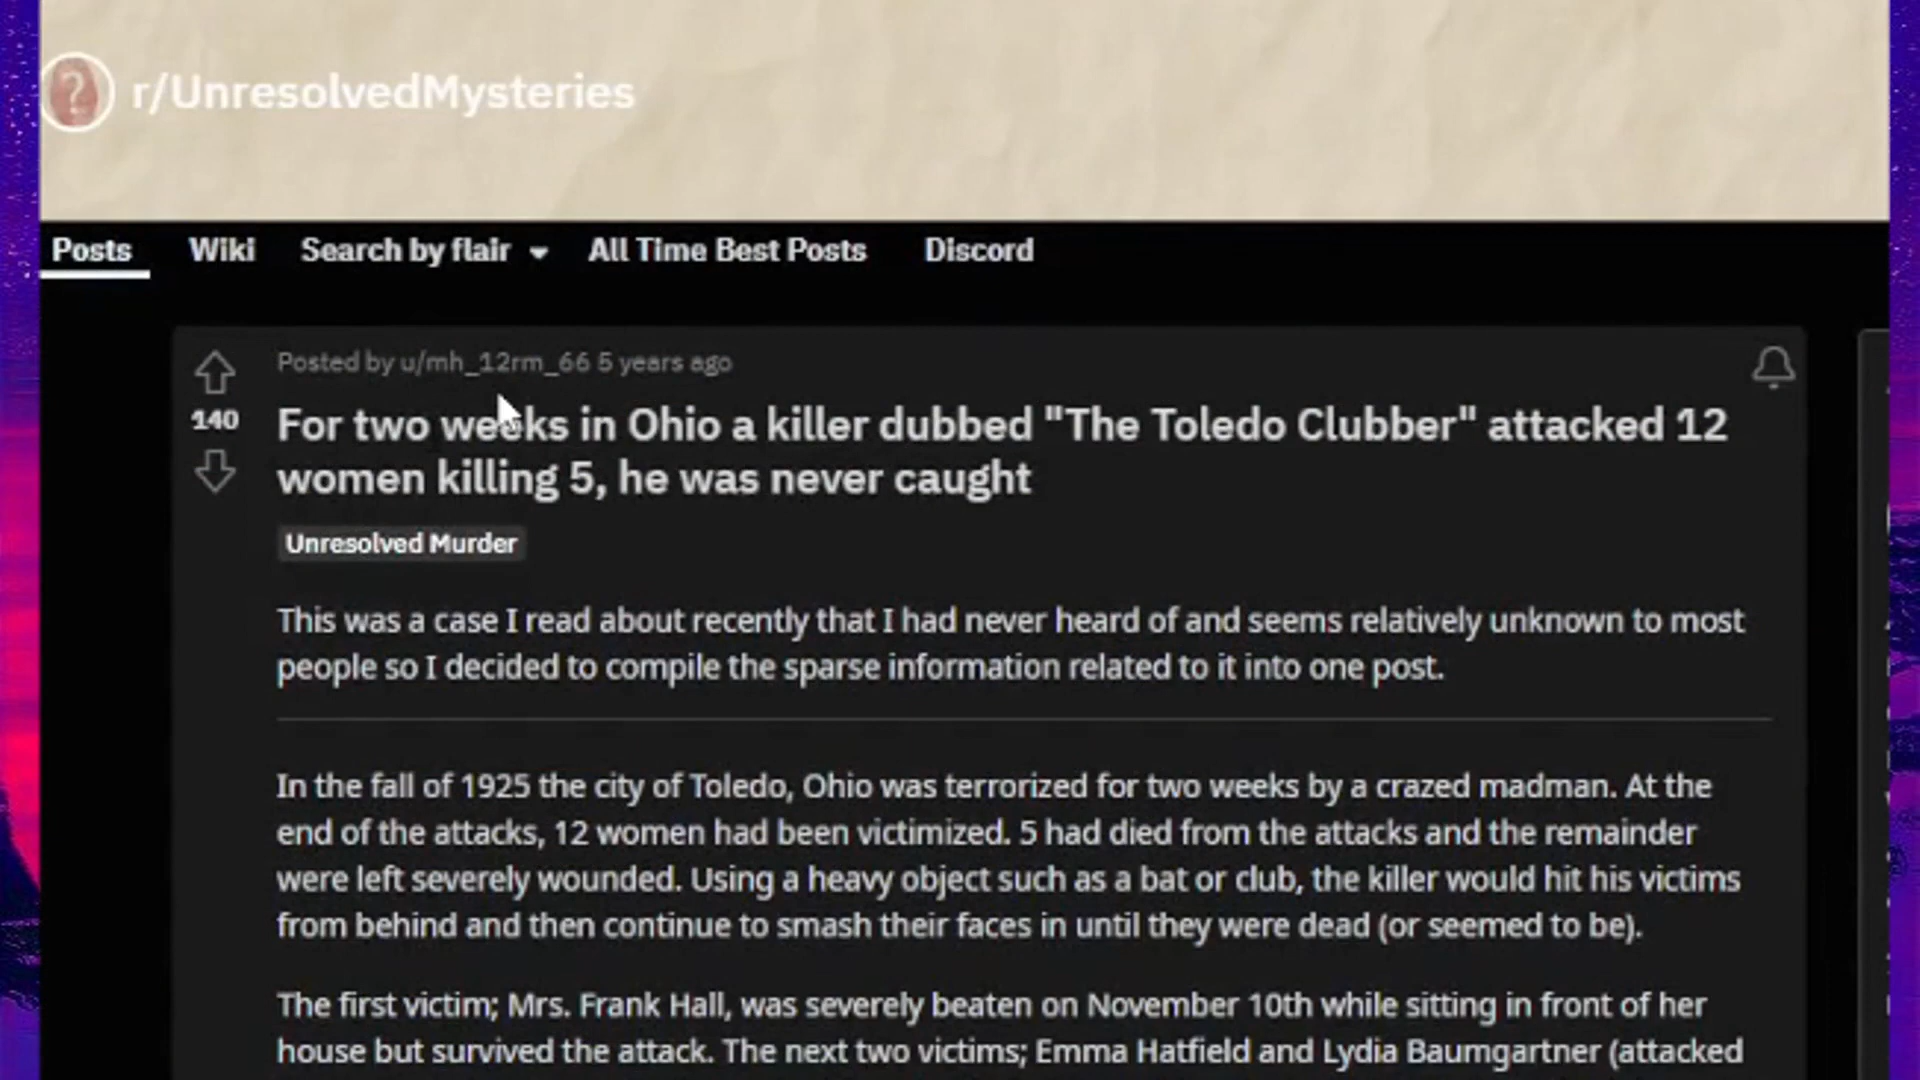 r/UnresolvedMysteries
Posts Wiki Search by flair All Time Best Posts Discord
Posted by u/mh_12rm_66 5 years ago
140
For two weeks in Ohio a killer dubbed "The Toledo Clubber" attacked 12
women killing 5, he was never caught
Unresolved Murder
This was a case I read about recently that I had never heard of and seems relatively unknown to most
people so I decided to compile the sparse information related to it into one post.
In the fall of 1925 the city of Toledo, Ohio was terrorized for two weeks by a crazed madman. At the
end of the attacks, 12 women had been victimized. 5 had died from the attacks and the remainder
were left severely wounded. Using a heavy object such as a bat or club, the killer would hit his victims
from behind and then continue to smash their faces in until they were dead (or seemed to be).
The first victim; Mrs. Frank Hall, was severely beaten on November 10th while sitting in front of her
house but survived the attack. The next two victims; Emma Hatfield and Lydia Baumgartner (attacked